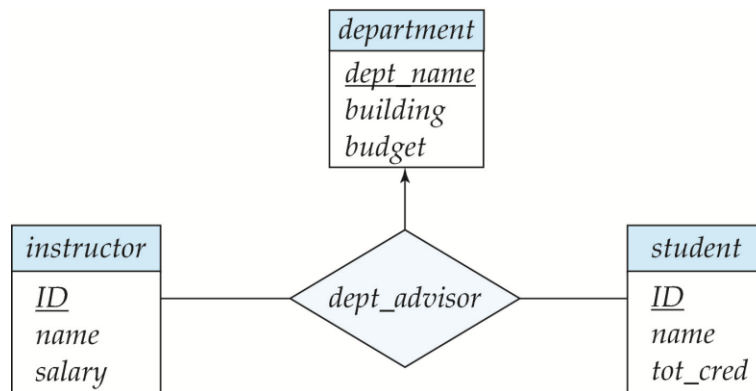 department
dept_name
building
budget
instructor
ID
name
salary
dept_advisor
student
ID
name
tot_cred